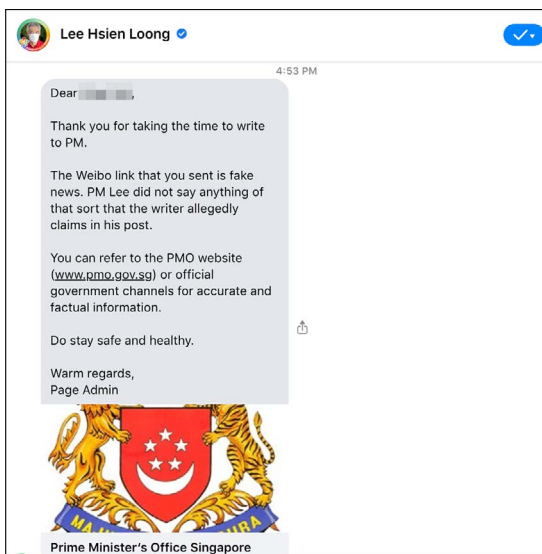 Lee Hsien Loong
4:53 PM
Dear ,
Thank you for taking the time to write
to PM.
The Weibo link that you sent is fake
news. PM Lee did not say anything of
that sort that the writer allegedly
claims in his post.
You can refer to the PMO website
(www.pmo.gov.sg) or official
government channels for accurate and
factual information.
Do stay safe and healthy.
Warm regards,
Page Admin
Prime Minister's Office Singapore